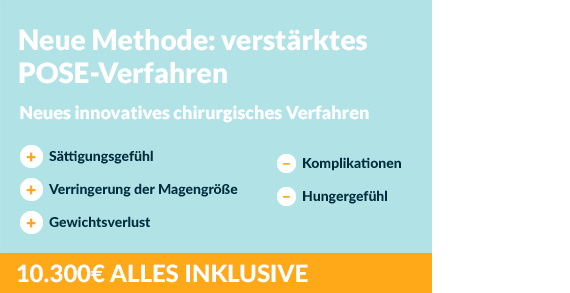 Neue Methode: verstärktes
POSE-Verfahren
Neues innovatives chirurgisches Verfahren
+ Sättigungsgefühl
+ Verringerung der Magengröße
+ Gewichtsverlust
− Komplikationen
− Hungergefühl
10.300€ ALLES INKLUSIVE